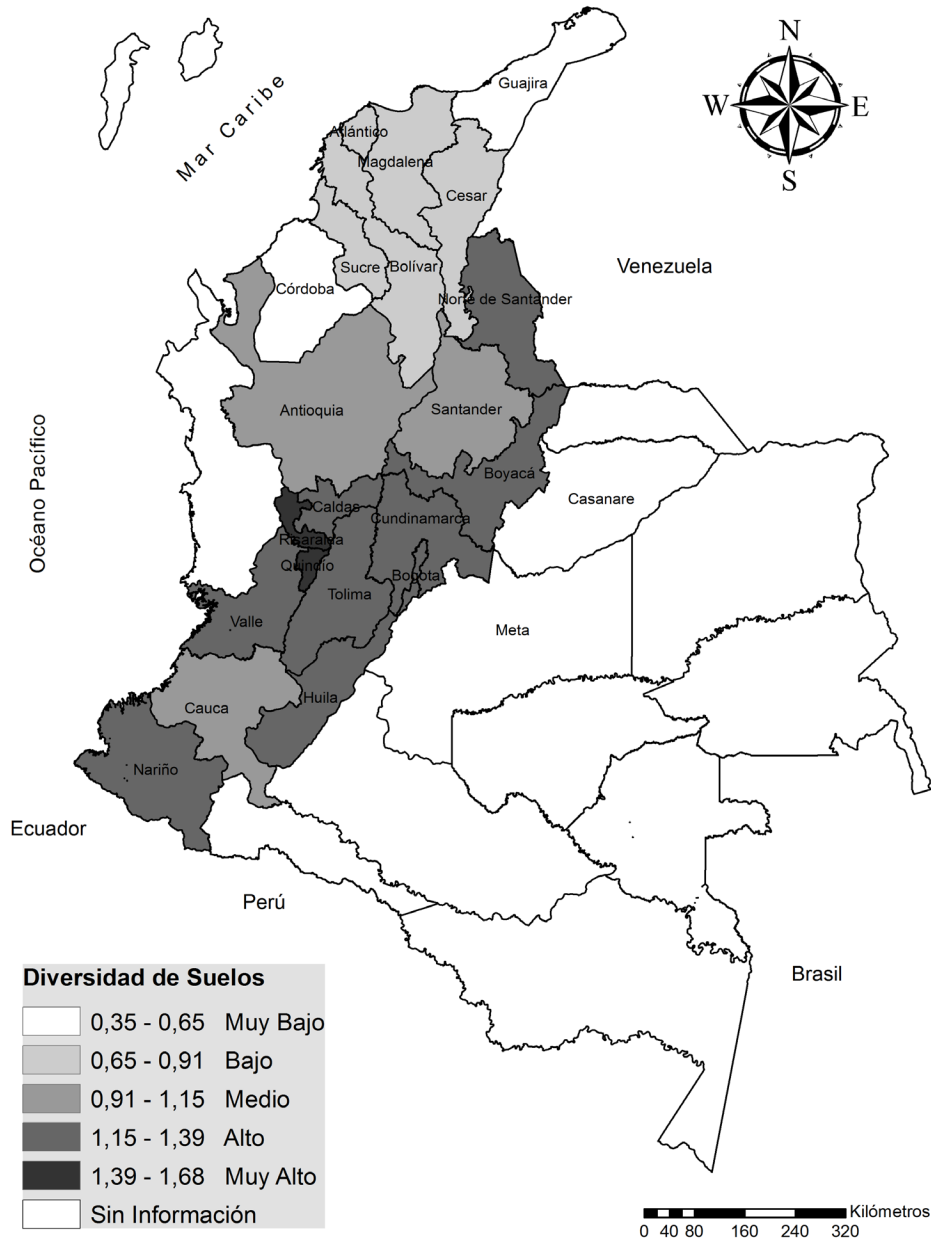 N
W
E
S
Mar Caribe
Guajira
Atlántico
Magdalena
Cesar
Venezuela
Sucre
Bolívar
Córdoba
Norte de Santander
Antioquia
Santander
Océano Pacífico
Boyacá
Casanare
Caldas
Cundinamarca
Risaralda
Quindío
Bogota
Tolima
Valle
Meta
Huila
Cauca
Nariño
Ecuador
Perú
Brasil
Diversidad de Suelos
0,35 - 0,65 Muy Bajo
0,65 - 0,91 Bajo
0,91 - 1,15 Medio
1,15 - 1,39 Alto
1,39 - 1,68 Muy Alto
Sin Información
Kilómetros
0 40 80 160 240 320